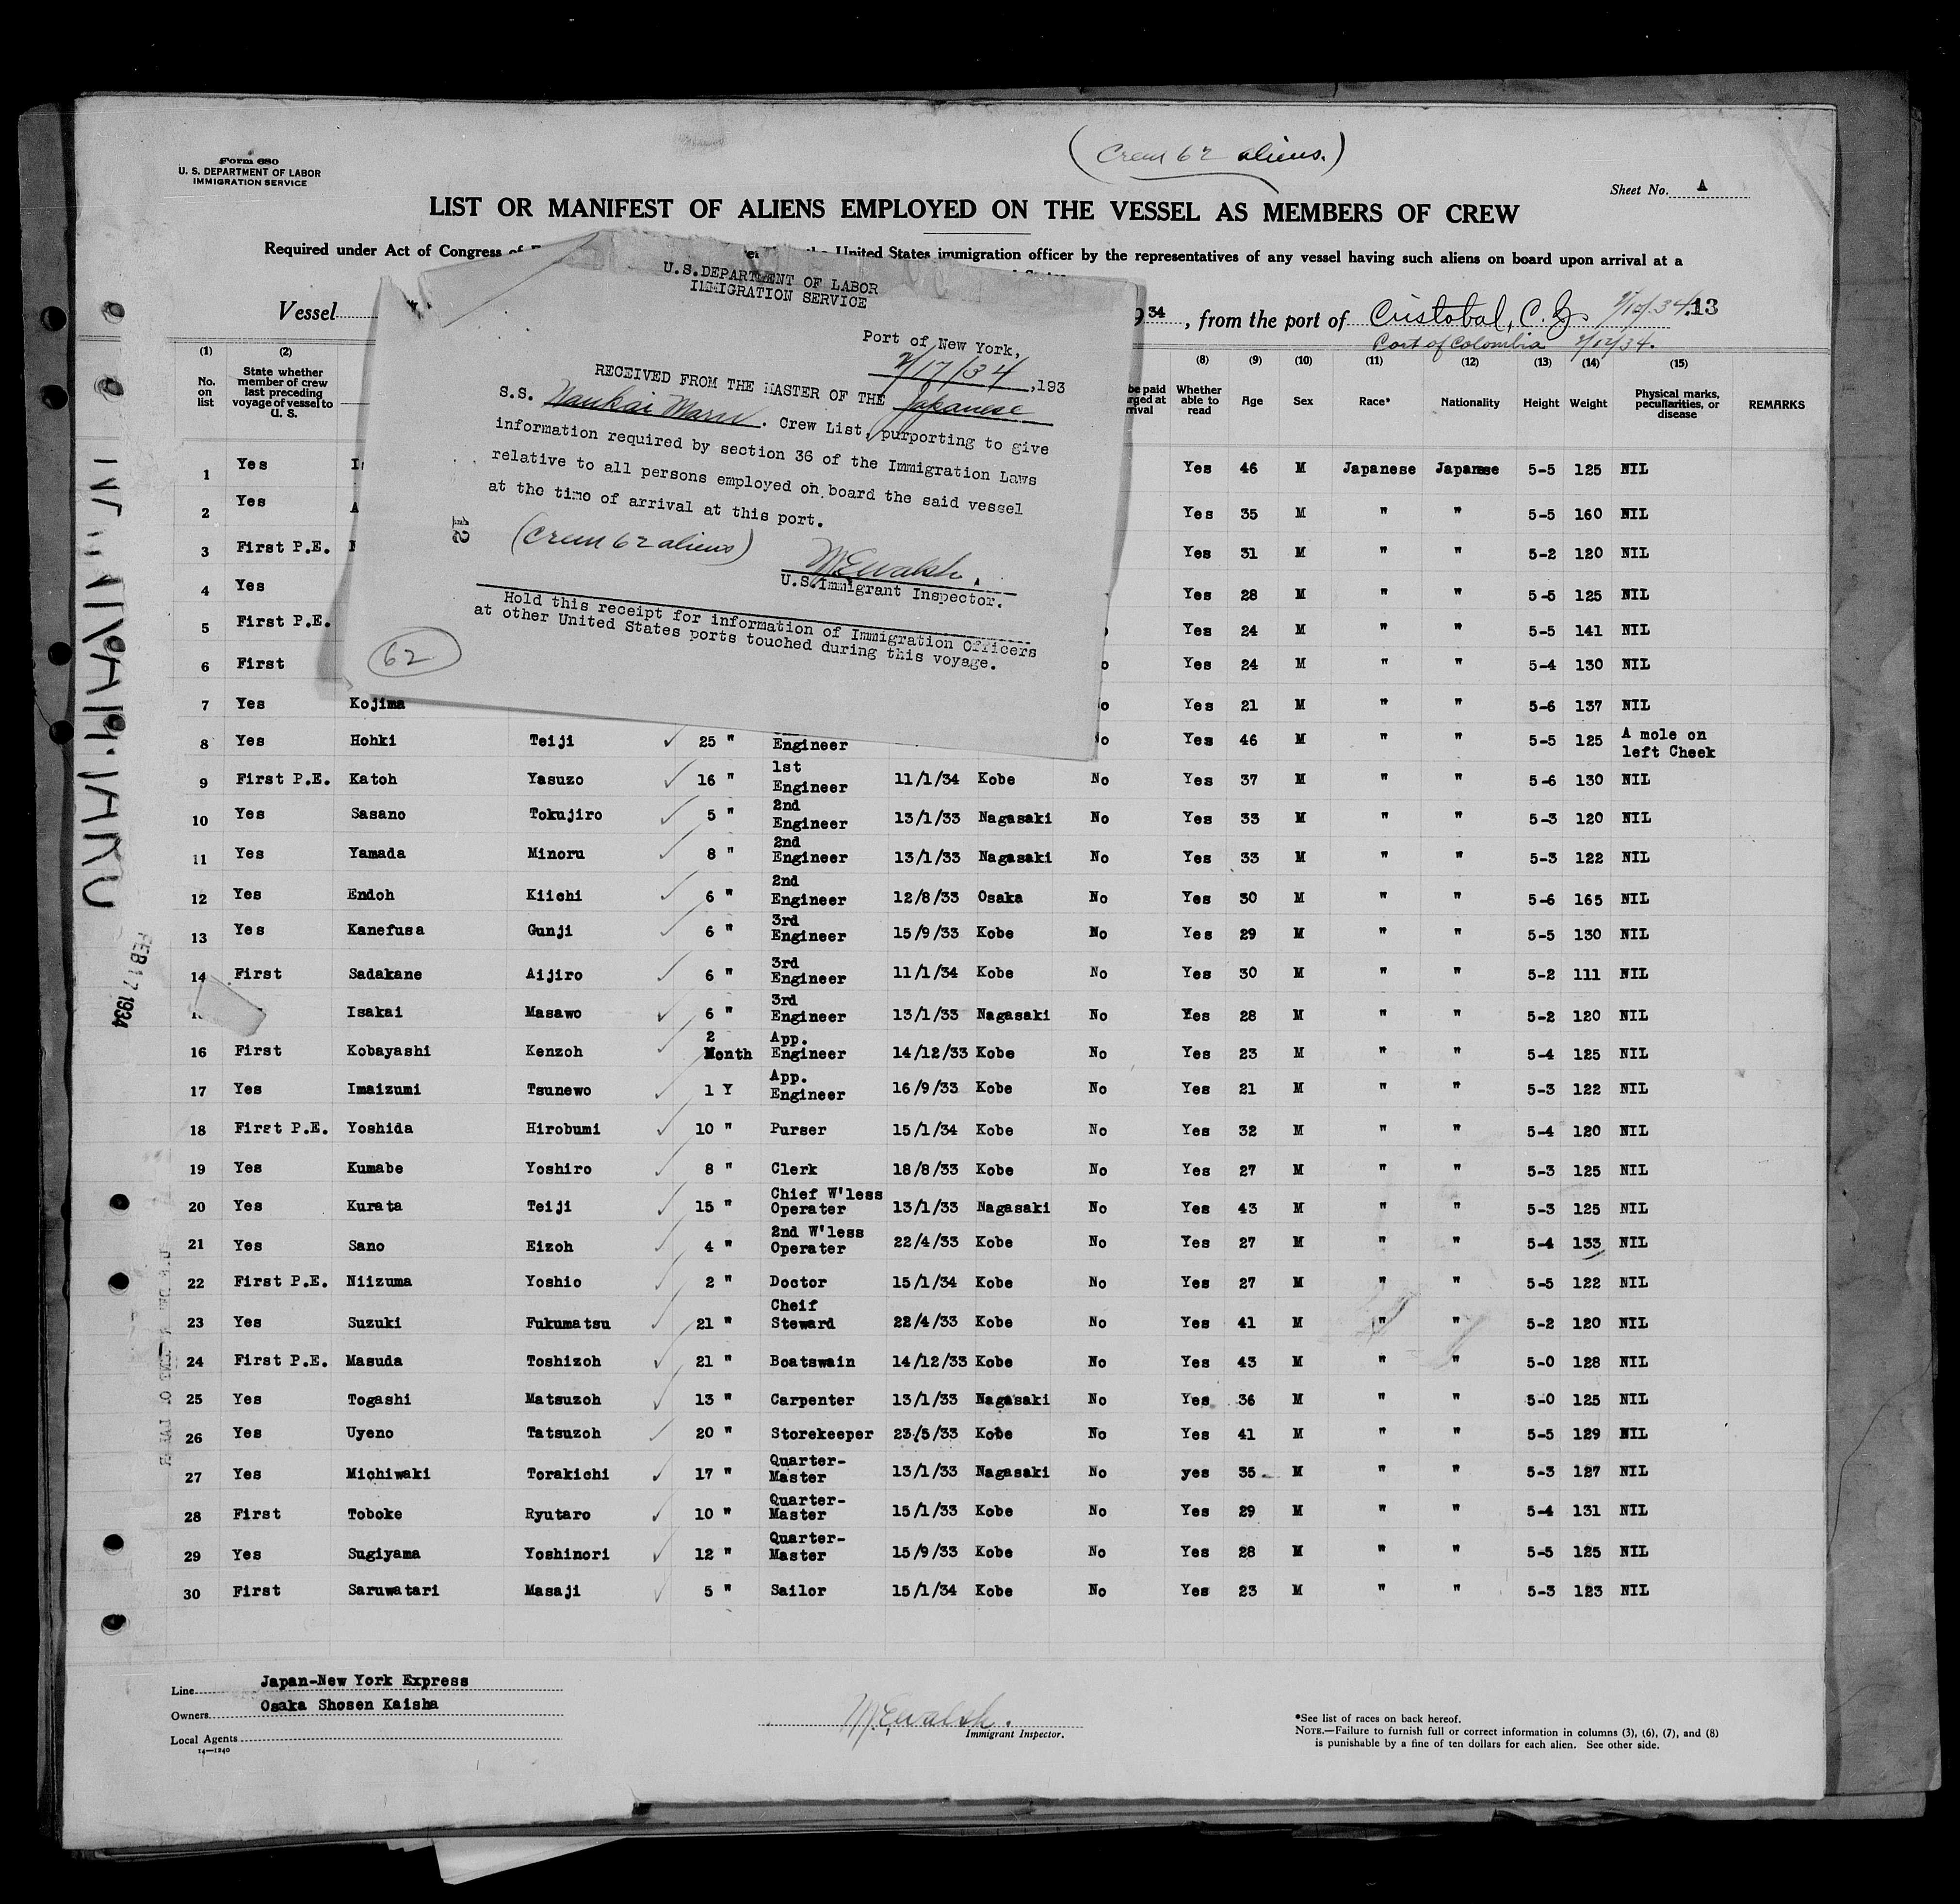 (Crew 62 aliens.)
Form 680
U. S. DEPARTMENT OF LABOR
IMMIGRATION SERVICE
Sheet No. A
LIST OR MANIFEST OF ALIENS EMPLOYED ON THE VESSEL AS MEMBERS OF CREW
Required under Act of Congress of United States immigration officer by the representatives of any vessel having such aliens on board upon arrival at a
Vessel 34, from the port of Cristobal, C. Z. 2/10/34. 13
Port of Colombia 2/12/34.
U.S.DEPARTMENT OF LABOR
IMMIGRATION SERVICE
Port of New York,
2/17/34, 193
RECEIVED FROM THE MASTER OF THE Japanese
S.S. Nankai Maru. Crew List, purporting to give
information required by section 36 of the Immigration Laws
relative to all persons employed on board the said vessel
at the time of arrival at this port.
12
(Crew 62 aliens)
M.E. Walsh.
U.S. Immigrant Inspector.
Hold this receipt for information of Immigration Officers
at other United States ports touched during this voyage.
62
(1) (2) (8) (9) (10) (11) (12) (13) (14) (15)
No. on list State whether member of crew last preceding voyage of vessel to U. S. Whether able to read Age Sex Race* Nationality Height Weight Physical marks, peculiarities, or disease REMARKS
1 Yes Yes 46 M Japanese Japanese 5-5 125 NIL
2 Yes Yes 35 M " " 5-5 160 NIL
3 First P.E. Yes 31 M " " 5-2 120 NIL
4 Yes Yes 28 M " " 5-5 125 NIL
5 First P.E. Yes 24 M " " 5-5 141 NIL
6 First Yes 24 M " " 5-4 130 NIL
7 Yes Kojima Yes 21 M " " 5-6 137 NIL
8 Yes Hohki Teiji 25 " Engineer Yes 46 M " " 5-5 125 A mole on left Cheek
9 First P.E. Katoh Yasuzo 16 " 1st Engineer 11/1/34 Kobe No Yes 37 M " " 5-6 130 NIL
10 Yes Sasano Tokujiro 5 " 2nd Engineer 13/1/33 Nagasaki No Yes 33 M " " 5-3 120 NIL
11 Yes Yamada Minoru 8 " 2nd Engineer 13/1/33 Nagasaki No Yes 33 M " " 5-3 122 NIL
12 Yes Endoh Kiichi 6 " 2nd Engineer 12/8/33 Osaka No Yes 30 M " " 5-6 165 NIL
13 Yes Kanefusa Gunji 6 " 3rd Engineer 15/9/33 Kobe No Yes 29 M " " 5-5 130 NIL
14 First Sadakane Aijiro 6 " 3rd Engineer 11/1/34 Kobe No Yes 30 M " " 5-2 111 NIL
Isakai Masawo 6 " 3rd Engineer 13/1/33 Nagasaki No Yes 28 M " " 5-2 120 NIL
16 First Kobayashi Kenzoh 2 Month App. Engineer 14/12/33 Kobe No Yes 23 M " " 5-4 125 NIL
17 Yes Imaizumi Tsunewo 1 Y App. Engineer 16/9/33 Kobe No Yes 21 M " " 5-3 122 NIL
18 First P.E. Yoshida Hirobumi 10 " Purser 15/1/34 Kobe No Yes 32 M " " 5-4 120 NIL
19 Yes Kumabe Yoshiro 8 " Clerk 18/8/33 Kobe No Yes 27 M " " 5-3 125 NIL
20 Yes Kurata Teiji 15 " Chief W'less Operater 13/1/33 Nagasaki No Yes 43 M " " 5-3 125 NIL
21 Yes Sano Eizoh 4 " 2nd W'less Operater 22/4/33 Kobe No Yes 27 M " " 5-4 133 NIL
22 First P.E. Niizuma Yoshio 2 " Doctor 15/1/34 Kobe No Yes 27 M " " 5-5 122 NIL
23 Yes Suzuki Fukumatsu 21 " Cheif Steward 22/4/33 Kobe No Yes 41 M " " 5-2 120 NIL
24 First P.E. Masuda Toshizoh 21 " Boatswain 14/12/33 Kobe No Yes 43 M " " 5-0 128 NIL
25 Yes Togashi Matsuzoh 13 " Carpenter 13/1/33 Nagasaki No Yes 36 M " " 5-0 125 NIL
26 Yes Uyeno Tatsuzoh 20 " Storekeeper 23/5/33 Kobe No Yes 41 M " " 5-5 129 NIL
27 Yes Michiwaki Torakichi 17 " Quarter-Master 13/1/33 Nagasaki No yes 35 M " " 5-3 127 NIL
28 First Toboke Ryutaro 10 " Quarter-Master 15/1/33 Kobe No Yes 29 M " " 5-4 131 NIL
29 Yes Sugiyama Yoshinori 12 " Quarter-Master 15/9/33 Kobe No Yes 28 M " " 5-5 125 NIL
30 First Saruwatari Masaji 5 " Sailor 15/1/34 Kobe No Yes 23 M " " 5-3 123 NIL
FEB 17 1934
Line Japan-New York Express
Owners Osaka Shosen Kaisha
Local Agents
14—1240
M.E. Walsh.
Immigrant Inspector.
*See list of races on back hereof.
NOTE.—Failure to furnish full or correct information in columns (3), (6), (7), and (8)
is punishable by a fine of ten dollars for each alien. See other side.